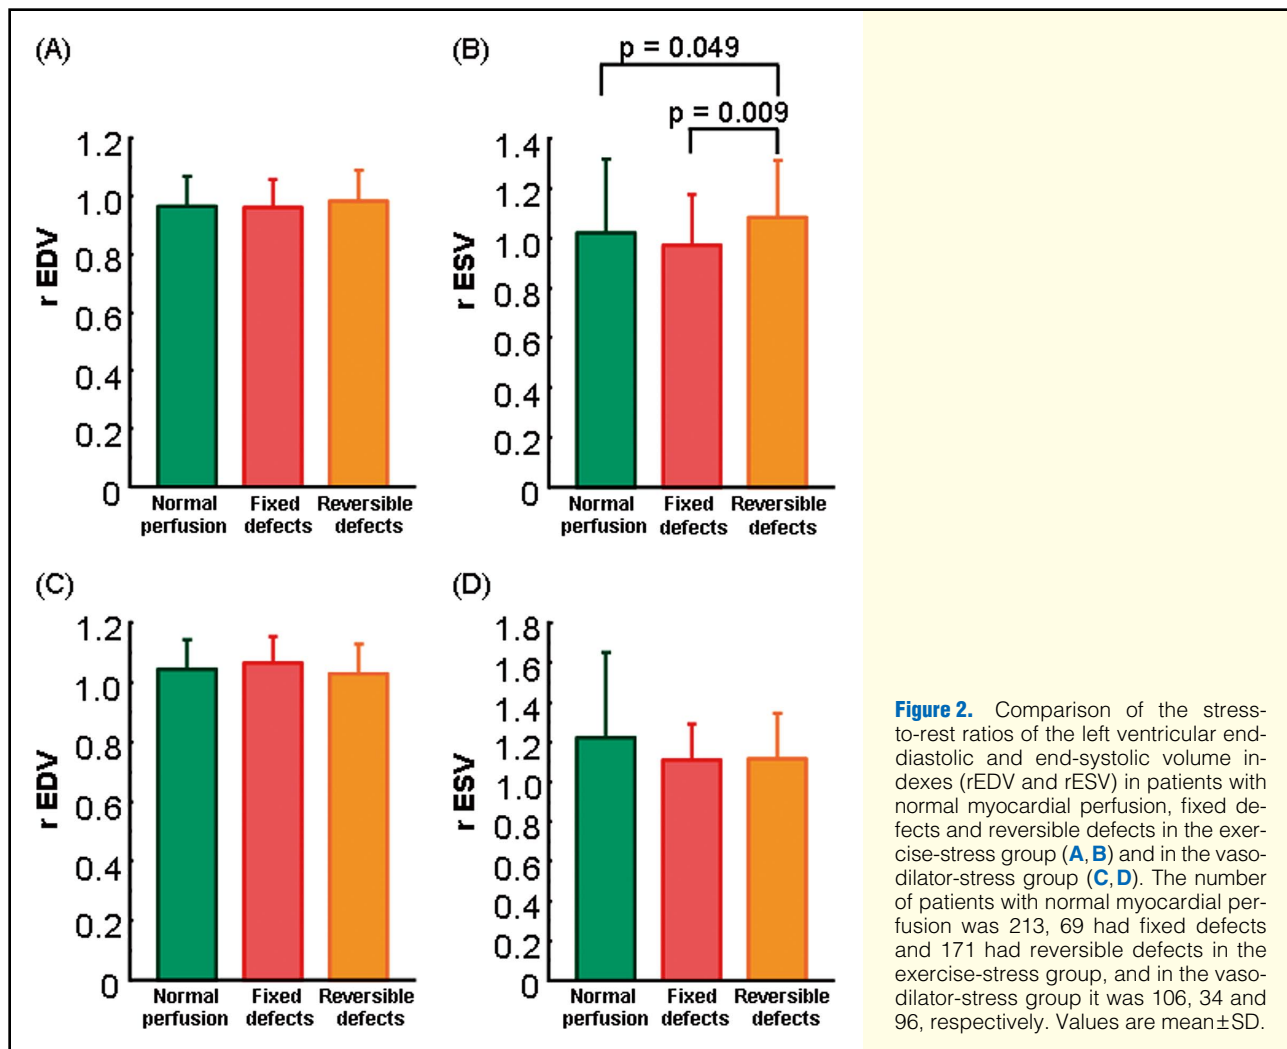 (A)
r EDV
1.2
1.0
0.8
0.6
0.4
0.2
0
Normal perfusion
Fixed defects
Reversible defects
(B)
p = 0.049
p = 0.009
r ESV
1.4
1.2
1.0
0.8
0.6
0.4
0.2
0
Normal perfusion
Fixed defects
Reversible defects
(C)
r EDV
1.2
1.0
0.8
0.6
0.4
0.2
0
Normal perfusion
Fixed defects
Reversible defects
(D)
r ESV
1.8
1.6
1.4
1.2
1.0
0.8
0.6
0.4
0.2
0
Normal perfusion
Fixed defects
Reversible defects
Figure 2. Comparison of the stress-
to-rest ratios of the left ventricular end-
diastolic and end-systolic volume in-
dexes (rEDV and rESV) in patients with
normal myocardial perfusion, fixed de-
fects and reversible defects in the exer-
cise-stress group (A,B) and in the vaso-
dilator-stress group (C,D). The number
of patients with normal myocardial per-
fusion was 213, 69 had fixed defects
and 171 had reversible defects in the
exercise-stress group, and in the vaso-
dilator-stress group it was 106, 34 and
96, respectively. Values are mean±SD.